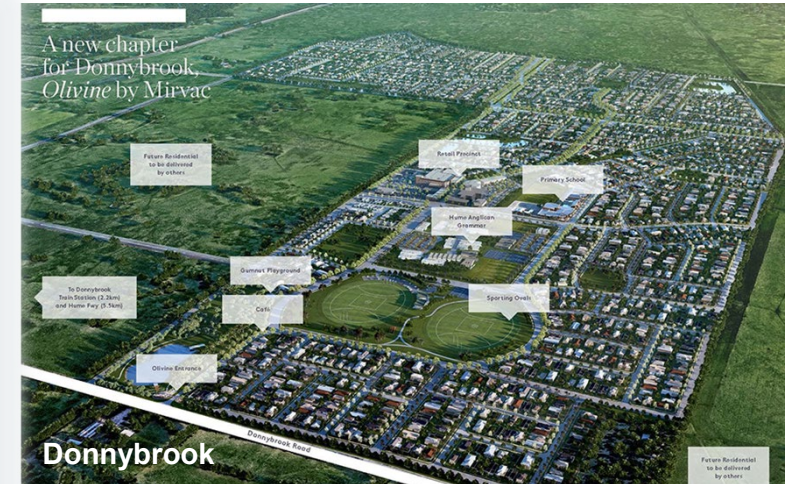 A new chapter
for Donnybrook,
Olivine by Mirvac
Future Residential
to be delivered
by others
Retail Precinct
Primary School
Hume Anglican
Grammar
Gumnut Playground
To Donnybrook
Train Station (2.2km)
and Hume Fwy (5.5km)
Café
Sporting Ovals
Olivine Entrance
Donnybrook Road
Donnybrook
Future Residential
to be delivered
by others